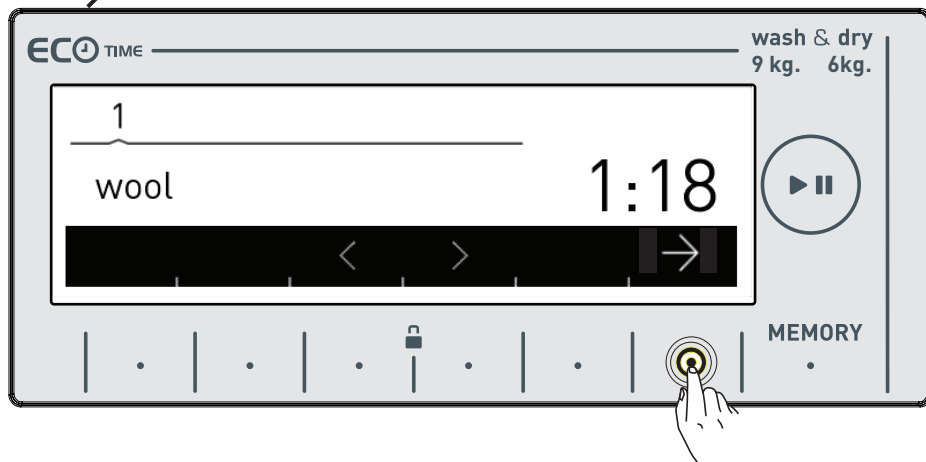 ECO TIME
wash & dry
9 kg. 6kg.
1
wool
1:18
MEMORY